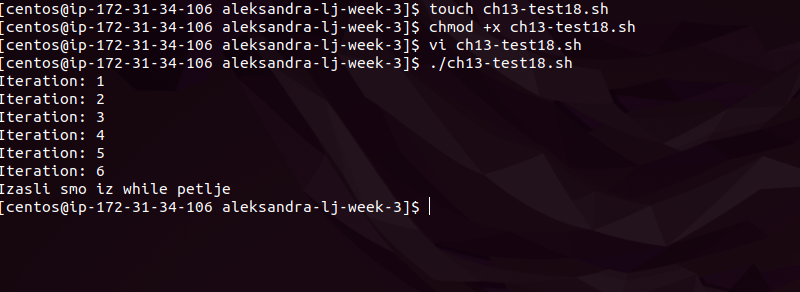 [centos@ip-172-31-34-106 aleksandra-lj-week-3]$ touch ch13-test18.sh
[centos@ip-172-31-34-106 aleksandra-lj-week-3]$ chmod +x ch13-test18.sh
[centos@ip-172-31-34-106 aleksandra-lj-week-3]$ vi ch13-test18.sh
[centos@ip-172-31-34-106 aleksandra-lj-week-3]$ ./ch13-test18.sh
Iteration: 1
Iteration: 2
Iteration: 3
Iteration: 4
Iteration: 5
Iteration: 6
Izasli smo iz while petlje
[centos@ip-172-31-34-106 aleksandra-lj-week-3]$